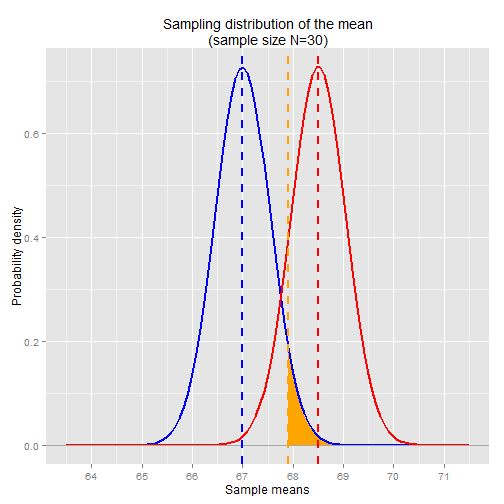 Sampling distribution of the mean
(sample size N=30)
Probability density
0.6
0.4
0.2
0.0
64 65 66 67 68 69 70 71
Sample means